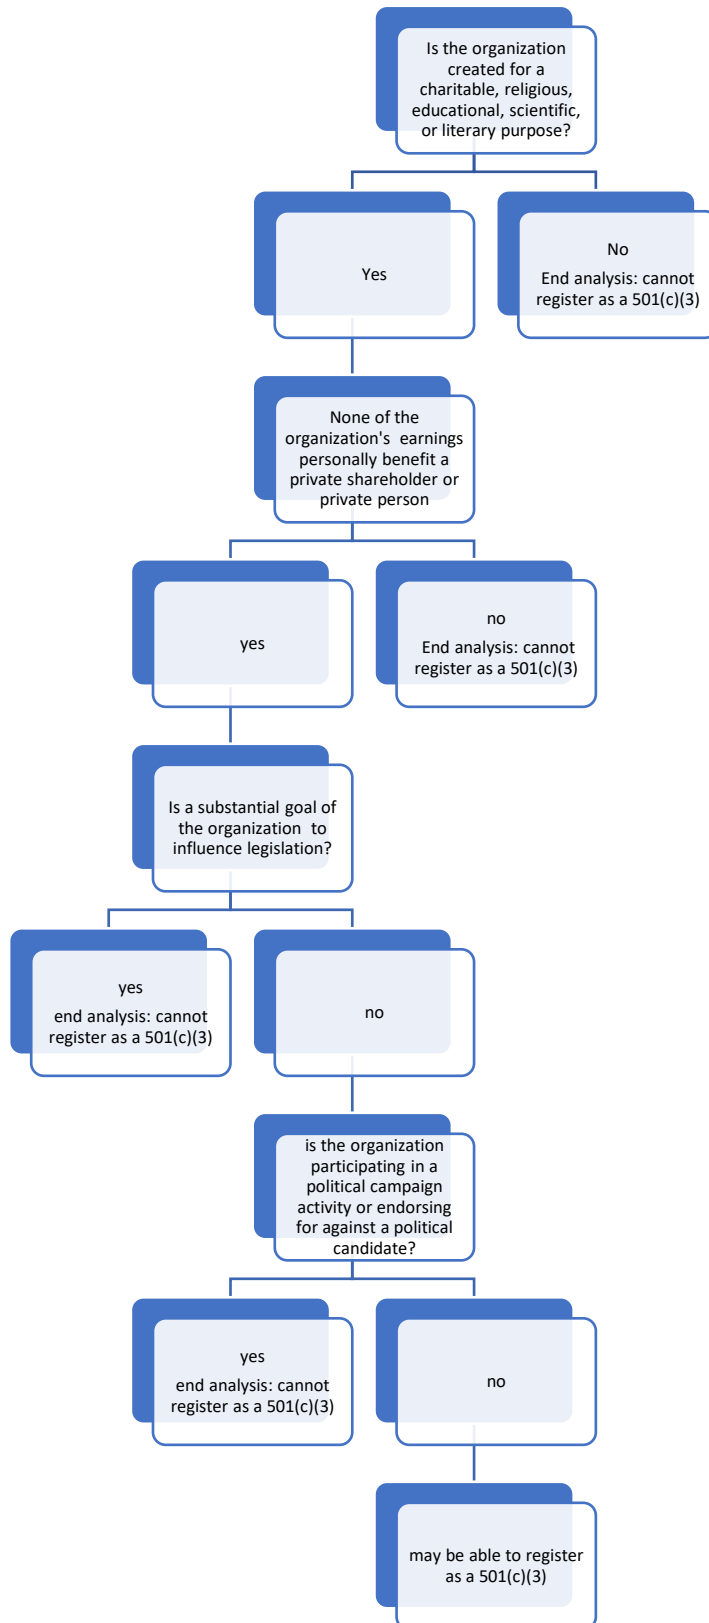 Is the organization
created for a
charitable, religious,
educational, scientific,
or literary purpose?
Yes
No
End analysis: cannot
register as a 501(c)(3)
None of the
organization's earnings
personally benefit a
private shareholder or
private person
yes
no
End analysis: cannot
register as a 501(c)(3)
Is a substantial goal of
the organization to
influence legislation?
yes
end analysis: cannot
register as a 501(c)(3)
no
is the organization
participating in a
political campaign
activity or endorsing
for against a political
candidate?
yes
end analysis: cannot
register as a 501(c)(3)
no
may be able to register
as a 501(c)(3)